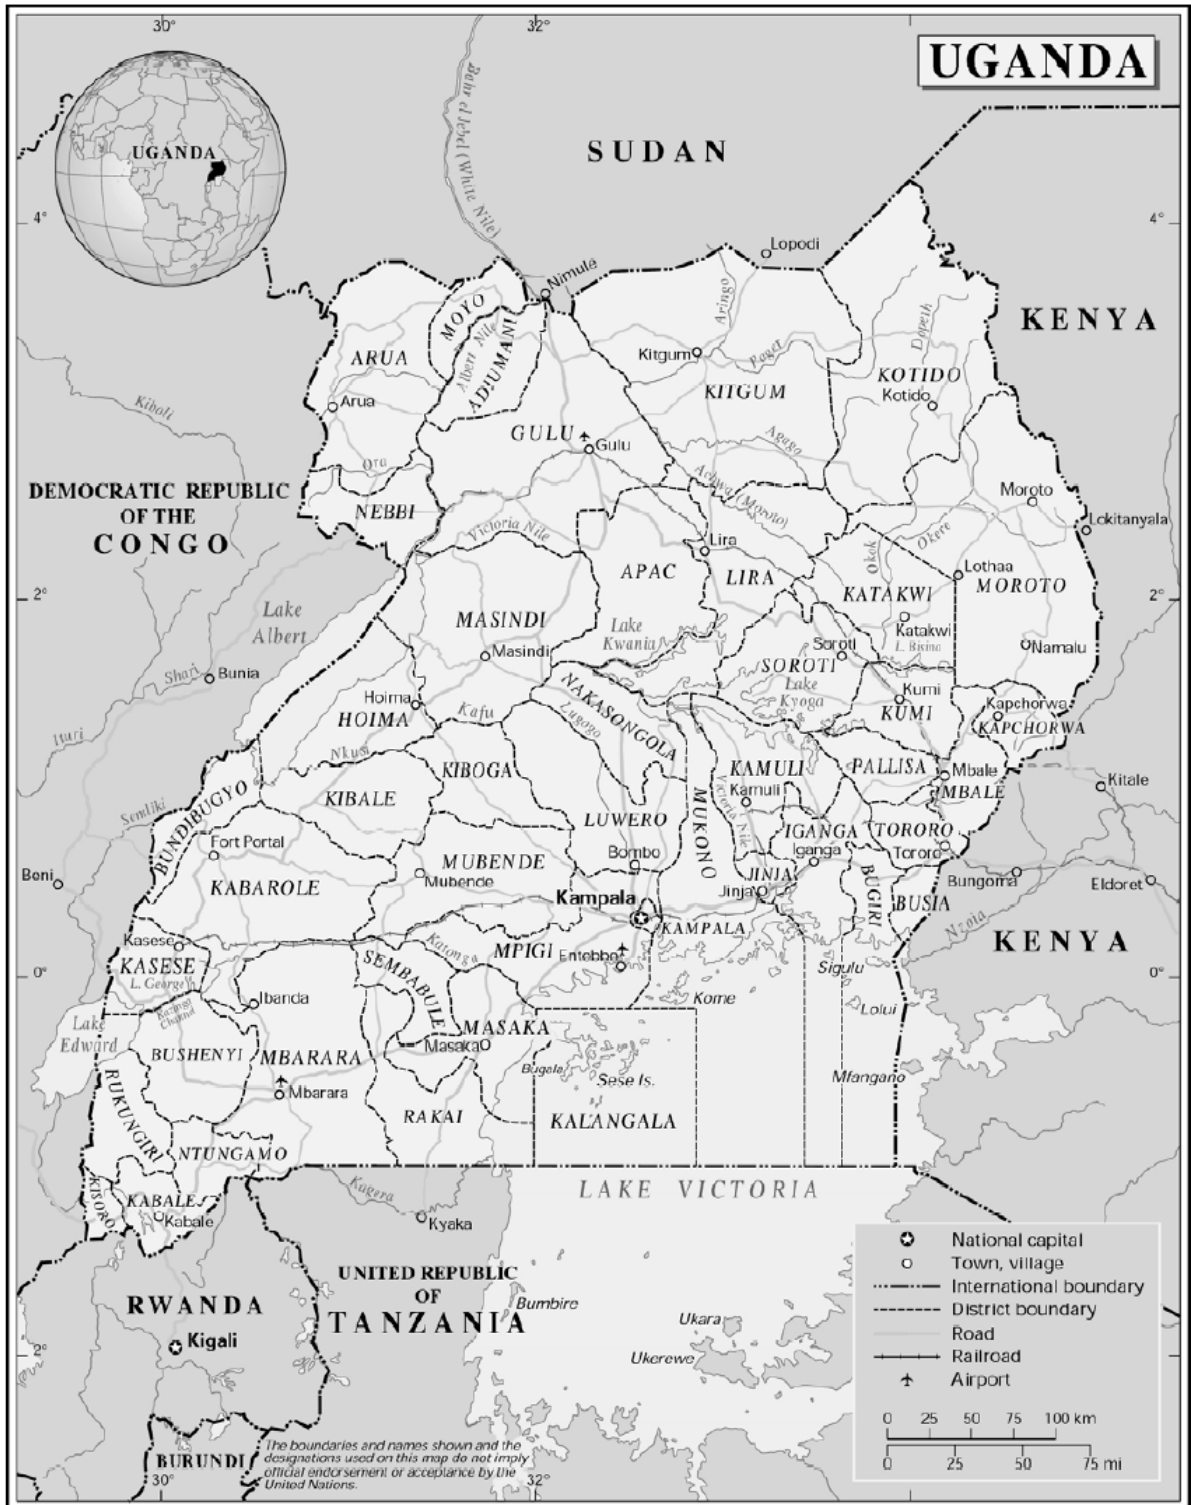 30°
32°
UGANDA
UGANDA
Bahr el Jebel (White Nile)
SUDAN
4°
4°
Lopodi
Nimule
KENYA
MOYO
Aringo
Dopeth
Albert Nile
ADJUMANI
ARUA
Kitgum
Pager
KOTIDO
Kotido
KITGUM
Kiboli
Arua
GULU
Gulu
Agago
Ora
DEMOCRATIC REPUBLIC
OF THE
CONGO
NEBBI
Achwa (Moroto)
Moroto
Lokitanyala
Victoria Nile
Okok
Okere
Lira
Lothaa
APAC
LIRA
KATAKWI
MOROTO
2°
2°
Lake
Albert
MASINDI
Lake
Kwania
Katakwi
L. Bisina
Soroti
SOROTI
Namalu
Masindi
Shari
Bunia
Lake
Kyoga
Kumi
KUMI
Kapchorwa
KAPCHORWA
Hoima
HOIMA
Kafu
NAKASONGOLA
Lugogo
Ituri
Nkusi
KIBOGA
KAMULI
Kamuli
PALLISA
Mbale
MBALE
Kitale
BUNDIBUGYO
Semliki
KIBALE
LUWERO
MUKONO
Victoria Nile
IGANGA
Iganga
TORORO
Tororo
Fort Portal
Bombo
MUBENDE
Mubende
Beni
KABAROLE
Kampala
JINJA
Jinja
BUGIRI
BUSIA
Bungoma
Eldoret
KAMPALA
Nzoia
KENYA
Kasese
KASESE
L. George
Katonga
MPIGI
Entebbe
SEMBABULE
Sigulu
0°
0°
Kazinga
Channel
Ibanda
Kome
Lolui
Lake
Edward
BUSHENYI
MBARARA
MASAKA
Masaka
Bugala
Sese Is.
Mfangano
RUKUNGIRI
Mbarara
RAKAI
KALANGALA
NTUNGAMO
KISORO
KABALE
Kabale
Kagera
Kyaka
LAKE VICTORIA
National capital
Town, village
International boundary
District boundary
Road
Railroad
Airport
0 25 50 75 100 km
0 25 50 75 mi
UNITED REPUBLIC
OF
TANZANIA
RWANDA
Kigali
Bumbire
Ukara
Ukerewe
2°
BURUNDI
The boundaries and names shown and the
designations used on this map do not imply
official endorsement or acceptance by the
United Nations.
30°
32°